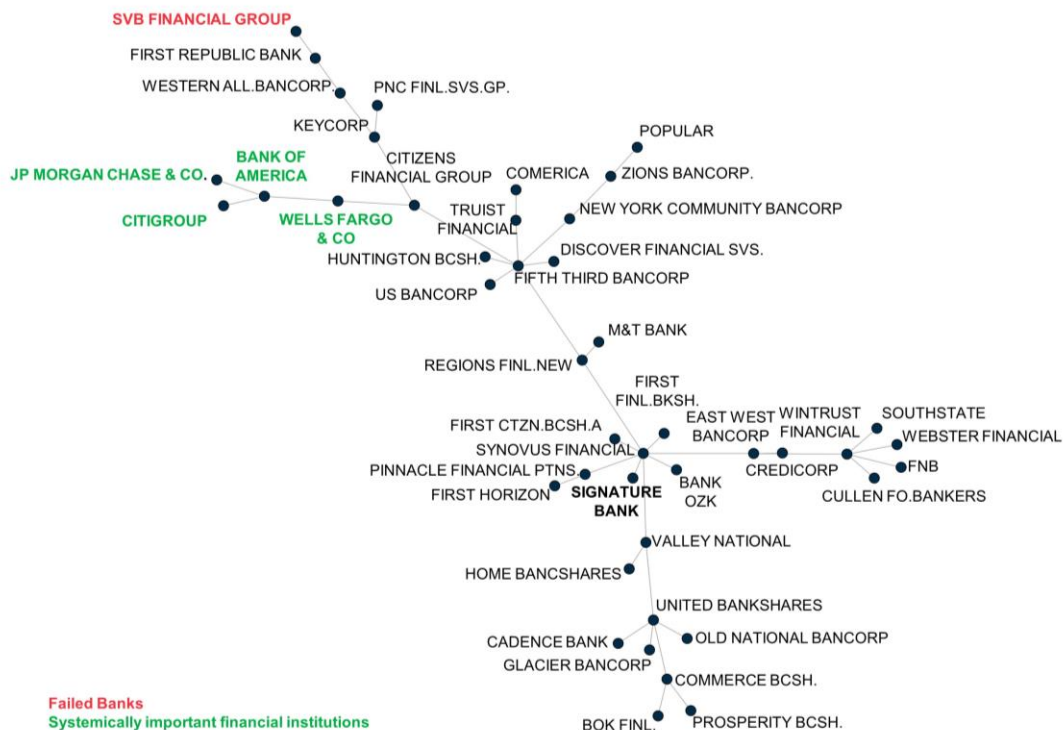 SVB FINANCIAL GROUP
FIRST REPUBLIC BANK
WESTERN ALL.BANCORP.
PNC FINL.SVS.GP.
KEYCORP
POPULAR
CITIZENS
FINANCIAL GROUP
BANK OF
AMERICA
JP MORGAN CHASE & CO.
COMERICA
ZIONS BANCORP.
CITIGROUP
WELLS FARGO
& CO
TRUIST
FINANCIAL
NEW YORK COMMUNITY BANCORP
HUNTINGTON BCSH.
DISCOVER FINANCIAL SVS.
FIFTH THIRD BANCORP
US BANCORP
M&T BANK
REGIONS FINL.NEW
FIRST
FINL.BKSH.
FIRST CTZN.BCSH.A
EAST WEST
BANCORP
WINTRUST
FINANCIAL
SOUTHSTATE
WEBSTER FINANCIAL
SYNOVUS FINANCIAL
PINNACLE FINANCIAL PTNS.
CREDICORP
FNB
FIRST HORIZON
SIGNATURE
BANK
BANK
OZK
CULLEN FO.BANKERS
VALLEY NATIONAL
HOME BANCSHARES
UNITED BANKSHARES
CADENCE BANK
OLD NATIONAL BANCORP
GLACIER BANCORP
COMMERCE BCSH.
BOK FINL.
PROSPERITY BCSH.
Failed Banks
Systemically important financial institutions